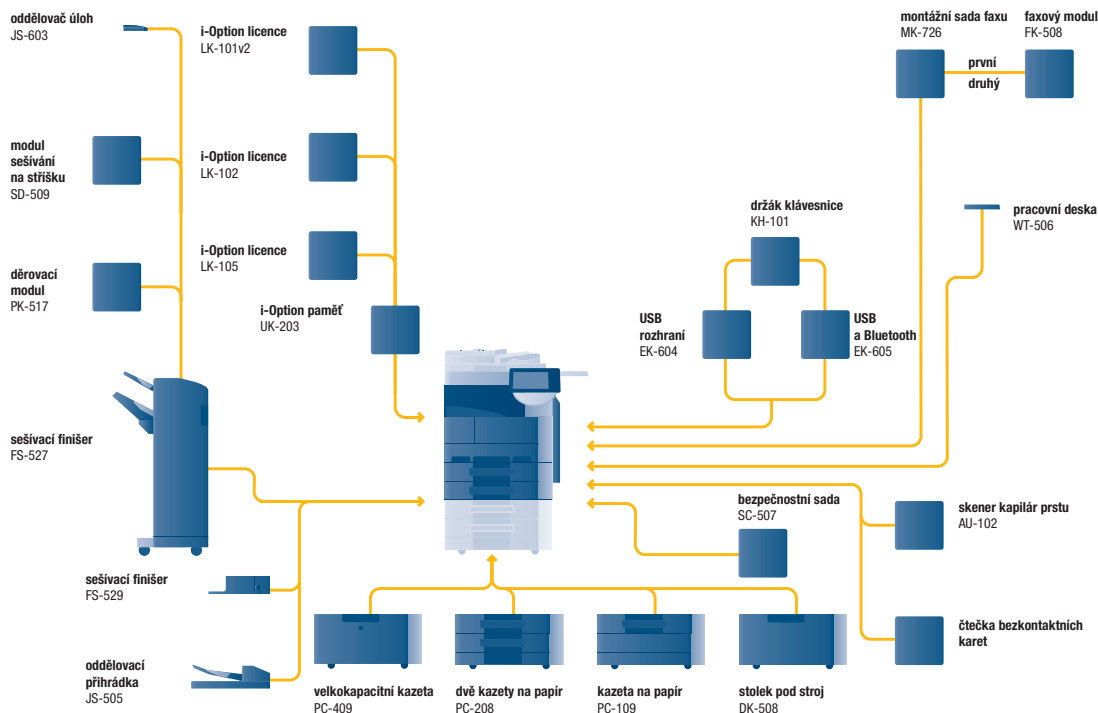 oddělovač úloh
JS-603
modul
sešívání
na stříšku
SD-509
děrovací
modul
PK-517
sešívací finišer
FS-527
sešívací finišer
FS-529
oddělovací
přihrádka
JS-505
i-Option licence
LK-101v2
i-Option licence
LK-102
i-Option licence
LK-105
i-Option paměť
UK-203
montážní sada faxu
MK-726
faxový modul
FK-508
první
druhý
držák klávesnice
KH-101
pracovní deska
WT-506
USB
rozhraní
EK-604
USB
a Bluetooth
EK-605
bezpečnostní sada
SC-507
skener kapilár prstu
AU-102
čtečka bezkontaktních
karet
velkokapacitní kazeta
PC-409
dvě kazety na papír
PC-208
kazeta na papír
PC-109
stolek pod stroj
DK-508